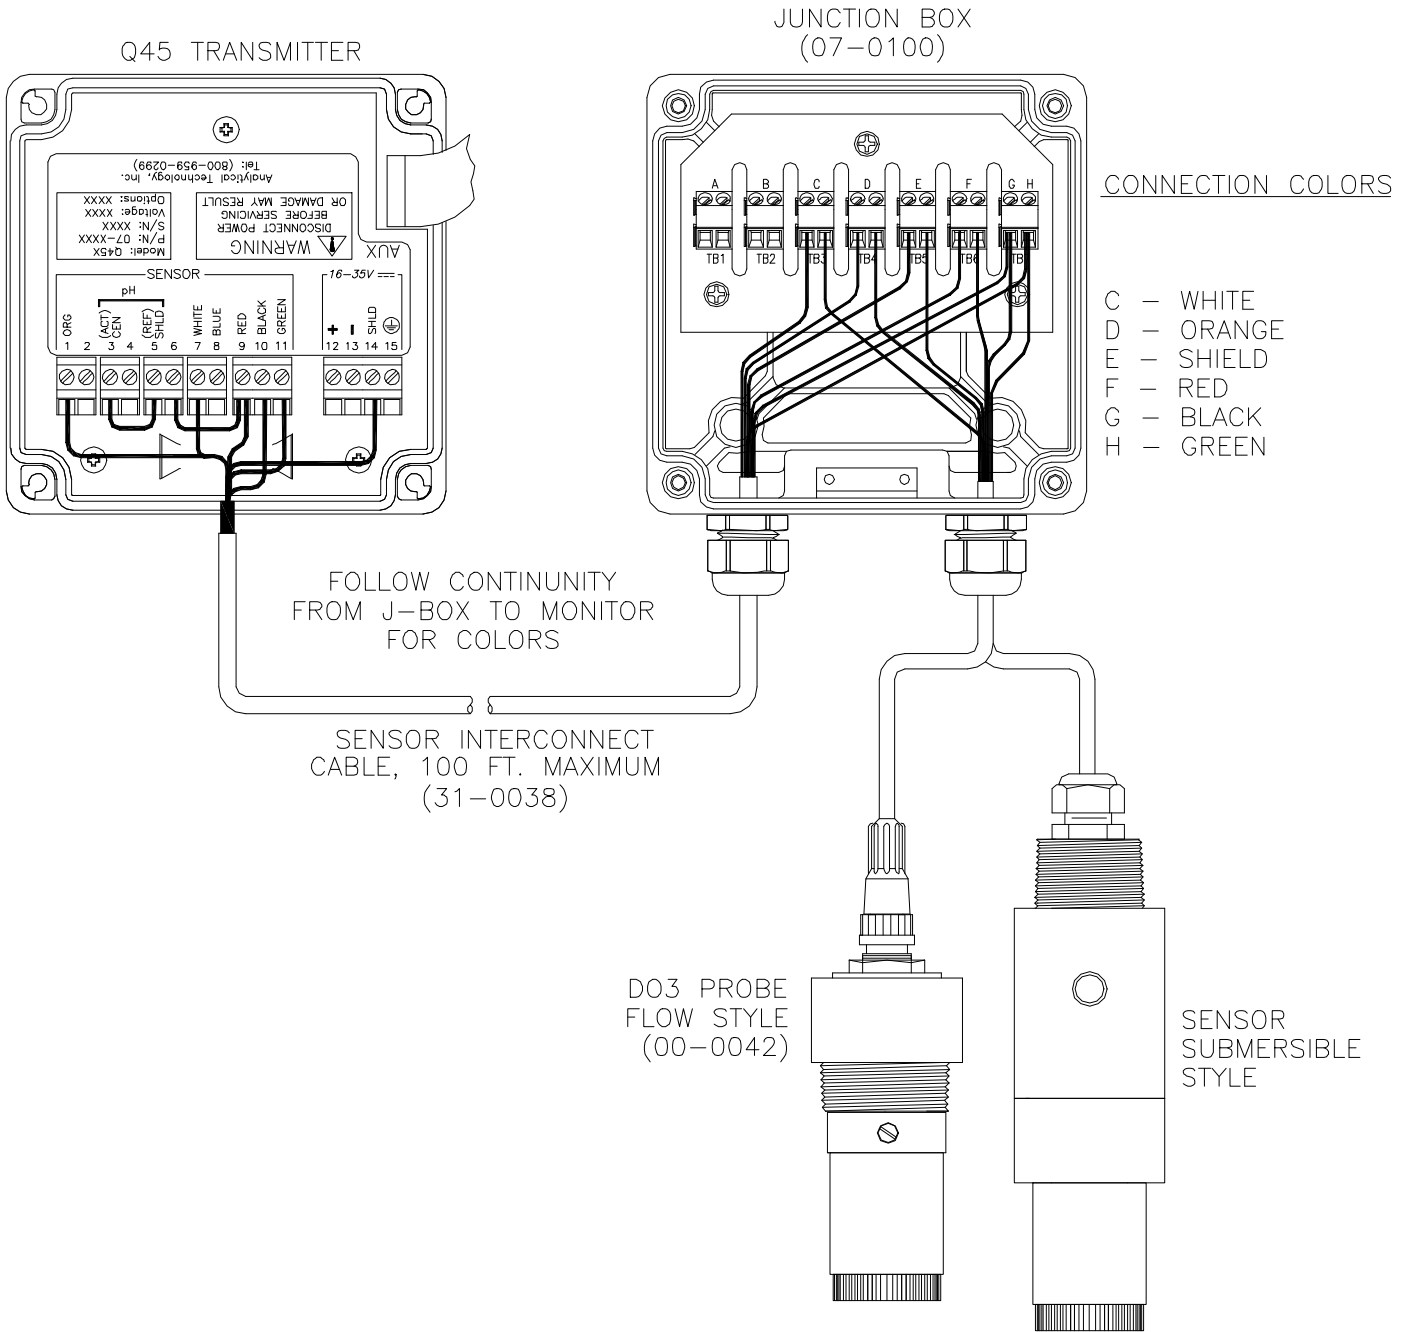 Q45 TRANSMITTER
JUNCTION BOX
(07-0100)
Tel: (800-959-0299)
Analytical Technology, Inc.
Options: XXXX
Voltage: XXXX
S/N: XXXX
P/N: 07-XXXX
Model: Q45X
OR DAMAGE MAY RESULT
BEFORE SERVICING
DISCONNECT POWER
WARNING
AUX
SENSOR
16-35V
pH
ORG
(ACT)
CEN
(REF)
SHLD
WHITE
BLUE
RED
BLACK
GREEN
+
-
SHLD
1 2 3 4 5 6 7 8 9 10 11 12 13 14 15
A B C D E F G H
TB1 TB2 TB3 TB4 TB5 TB6 TB
CONNECTION COLORS
C - WHITE
D - ORANGE
E - SHIELD
F - RED
G - BLACK
H - GREEN
FOLLOW CONTINUNITY
FROM J-BOX TO MONITOR
FOR COLORS
SENSOR INTERCONNECT
CABLE, 100 FT. MAXIMUM
(31-0038)
DO3 PROBE
FLOW STYLE
(00-0042)
SENSOR
SUBMERSIBLE
STYLE